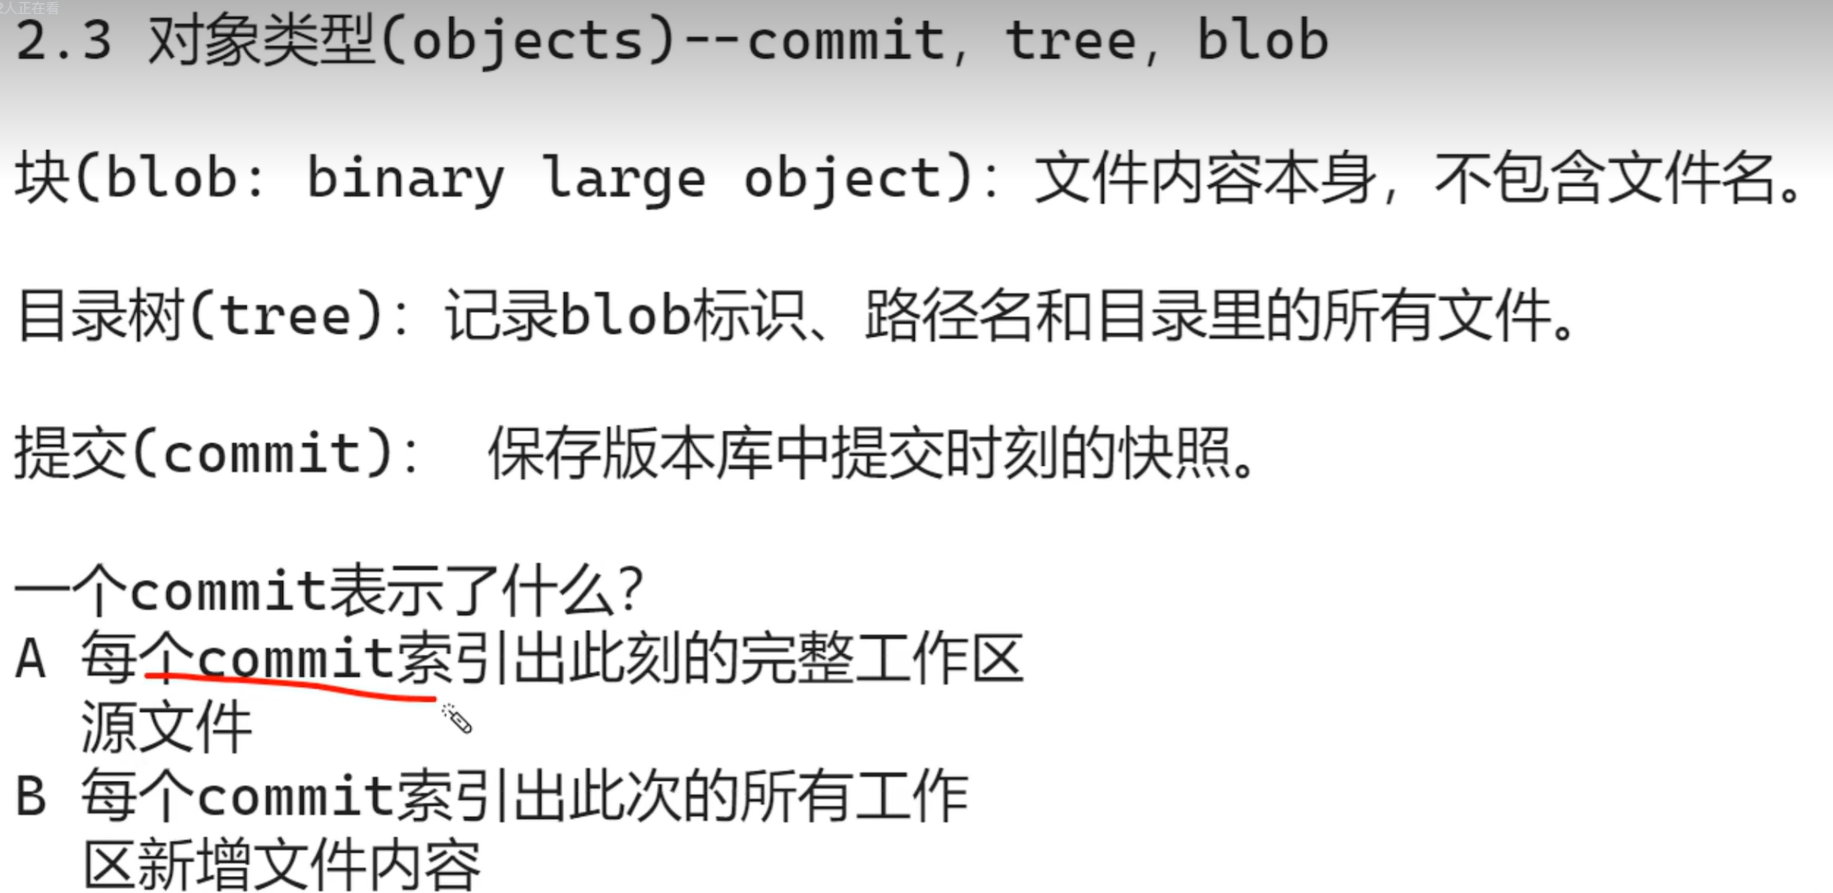 2人正在看
2.3 对象类型(objects)--commit, tree, blob
块(blob: binary large object): 文件内容本身, 不包含文件名。
目录树(tree): 记录blob标识、路径名和目录里的所有文件。
提交(commit): 保存版本库中提交时刻的快照。
一个commit表示了什么?
A 每个commit索引出此刻的完整工作区
源文件
B 每个commit索引出此次的所有工作
区新增文件内容